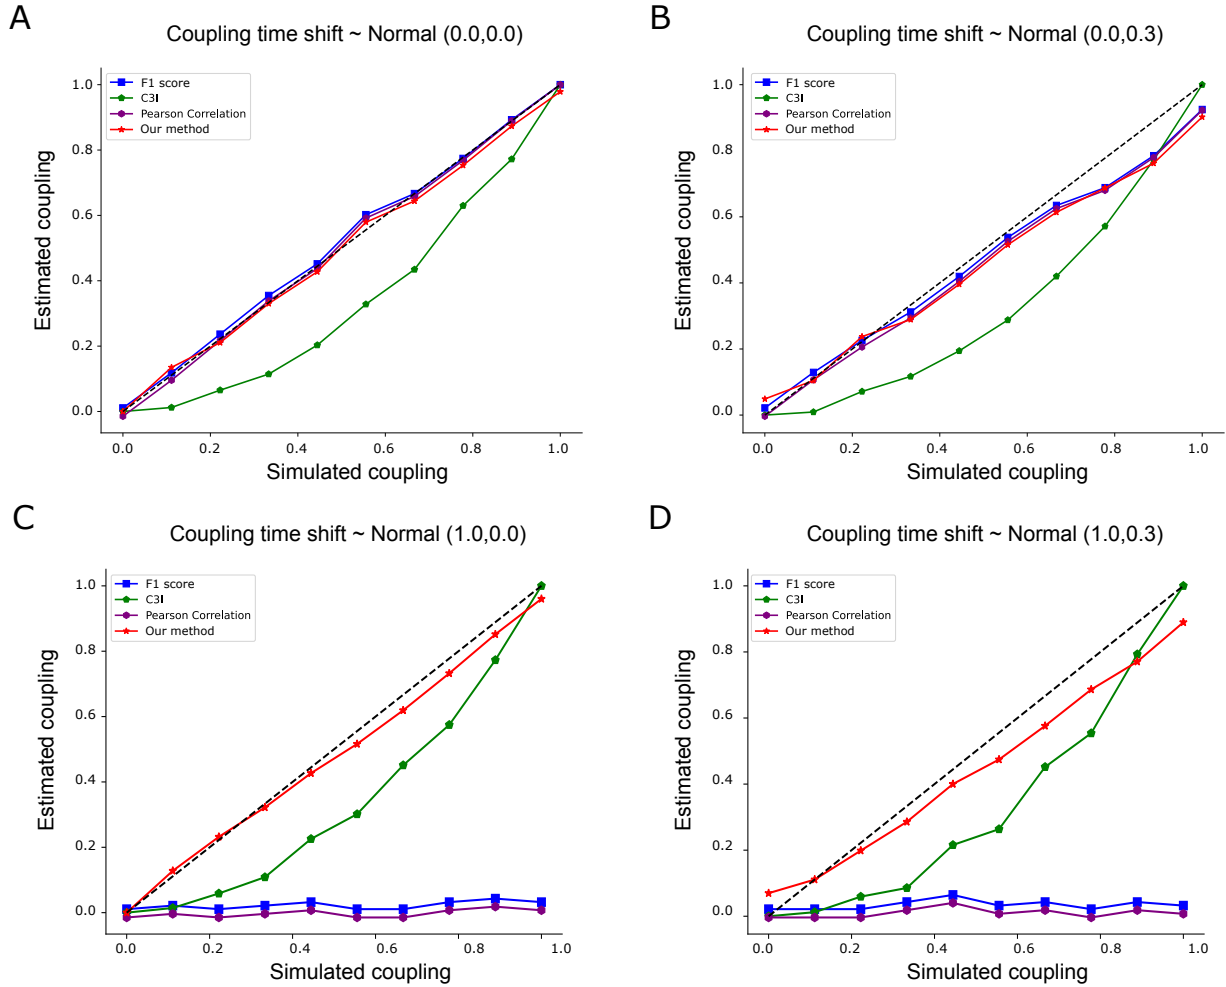 A
Coupling time shift ~ Normal (0.0,0.0)
F1 score
C3I
Pearson Correlation
Our method
1.0
0.8
0.6
0.4
0.2
0.0
Estimated coupling
0.0 0.2 0.4 0.6 0.8 1.0
Simulated coupling
B
Coupling time shift ~ Normal (0.0,0.3)
F1 score
C3I
Pearson Correlation
Our method
1.0
0.8
0.6
0.4
0.2
0.0
Estimated coupling
0.0 0.2 0.4 0.6 0.8 1.0
Simulated coupling
C
Coupling time shift ~ Normal (1.0,0.0)
F1 score
C3I
Pearson Correlation
Our method
1.0
0.8
0.6
0.4
0.2
0.0
Estimated coupling
0.0 0.2 0.4 0.6 0.8 1.0
Simulated coupling
D
Coupling time shift ~ Normal (1.0,0.3)
F1 score
C3I
Pearson Correlation
Our method
1.0
0.8
0.6
0.4
0.2
0.0
Estimated coupling
0.0 0.2 0.4 0.6 0.8 1.0
Simulated coupling